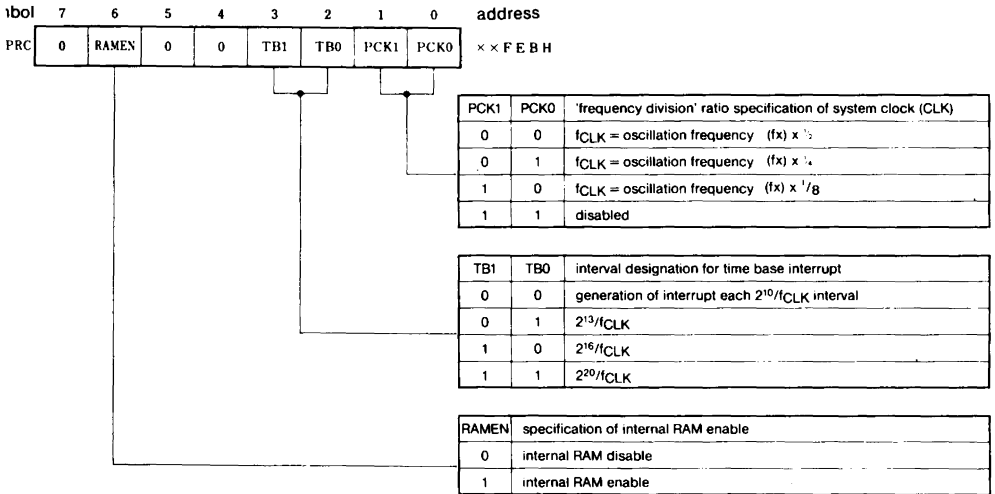 ıbol 7 6 5 4 3 2 1 0 address
PRC 0 RAMEN 0 0 TB1 TB0 PCK1 PCK0 ××FEBH
PCK1 PCK0 'frequency division' ratio specification of system clock (CLK)
0 0 fCLK = oscillation frequency (fx) x
0 1 fCLK = oscillation frequency (fx) x
1 0 fCLK = oscillation frequency (fx) x 1/8
1 1 disabled
TB1 TB0 interval designation for time base interrupt
0 0 generation of interrupt each 2¹⁰/fCLK interval
0 1 2¹³/fCLK
1 0 2¹⁶/fCLK
1 1 2²⁰/fCLK
RAMEN specification of internal RAM enable
0 internal RAM disable
1 internal RAM enable